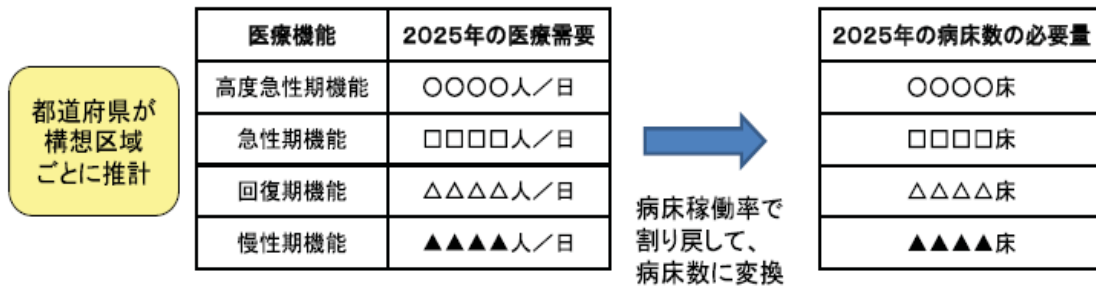 都道府県が
構想区域
ごとに推計
医療機能 2025年の医療需要
高度急性期機能 ○○○○人／日
急性期機能 □□□□人／日
回復期機能 △△△△人／日
慢性期機能 ▲▲▲▲人／日
病床稼働率で
割り戻して、
病床数に変換
2025年の病床数の必要量
○○○○床
□□□□床
△△△△床
▲▲▲▲床